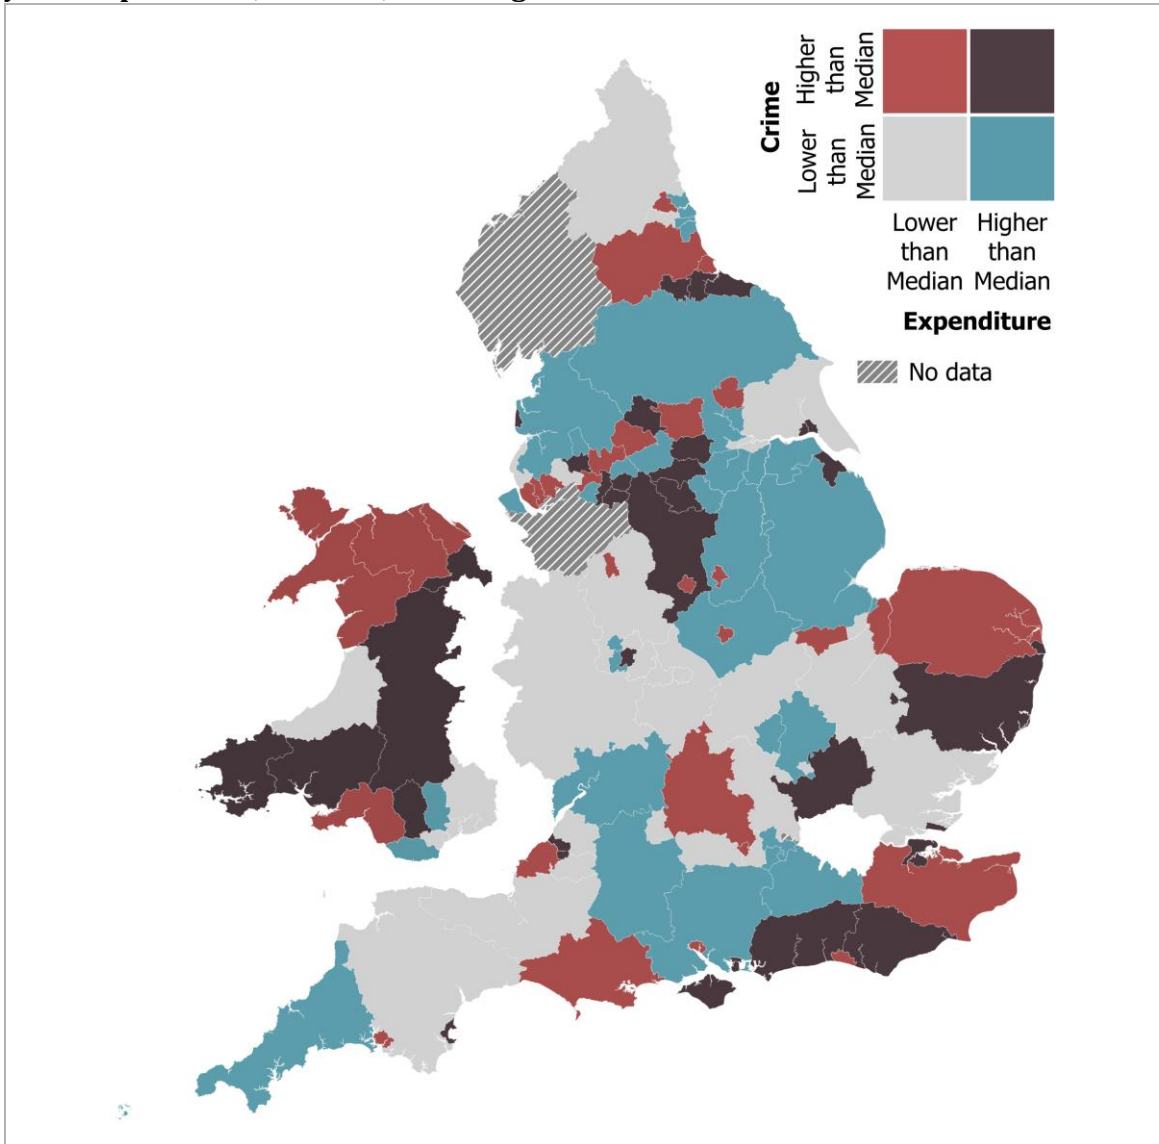 Crime
Higher
than
Median
Lower
than
Median
Lower Higher
than than
Median Median
Expenditure
No data